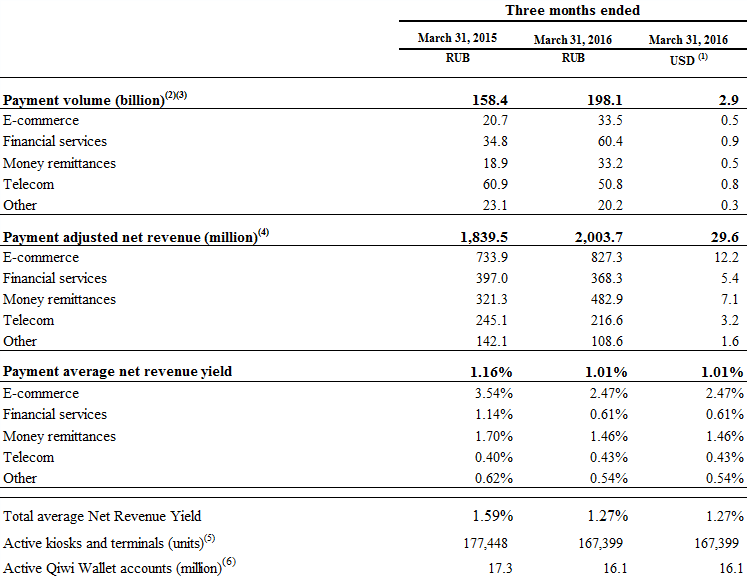 Three months ended
March 31, 2015 March 31, 2016 March 31, 2016
RUB RUB USD (1)
Payment volume (billion)(2)(3) 158.4 198.1 2.9
E-commerce 20.7 33.5 0.5
Financial services 34.8 60.4 0.9
Money remittances 18.9 33.2 0.5
Telecom 60.9 50.8 0.8
Other 23.1 20.2 0.3
Payment adjusted net revenue (million)(4) 1,839.5 2,003.7 29.6
E-commerce 733.9 827.3 12.2
Financial services 397.0 368.3 5.4
Money remittances 321.3 482.9 7.1
Telecom 245.1 216.6 3.2
Other 142.1 108.6 1.6
Payment average net revenue yield 1.16% 1.01% 1.01%
E-commerce 3.54% 2.47% 2.47%
Financial services 1.14% 0.61% 0.61%
Money remittances 1.70% 1.46% 1.46%
Telecom 0.40% 0.43% 0.43%
Other 0.62% 0.54% 0.54%
Total average Net Revenue Yield 1.59% 1.27% 1.27%
Active kiosks and terminals (units)(5) 177,448 167,399 167,399
Active Qiwi Wallet accounts (million)(6) 17.3 16.1 16.1